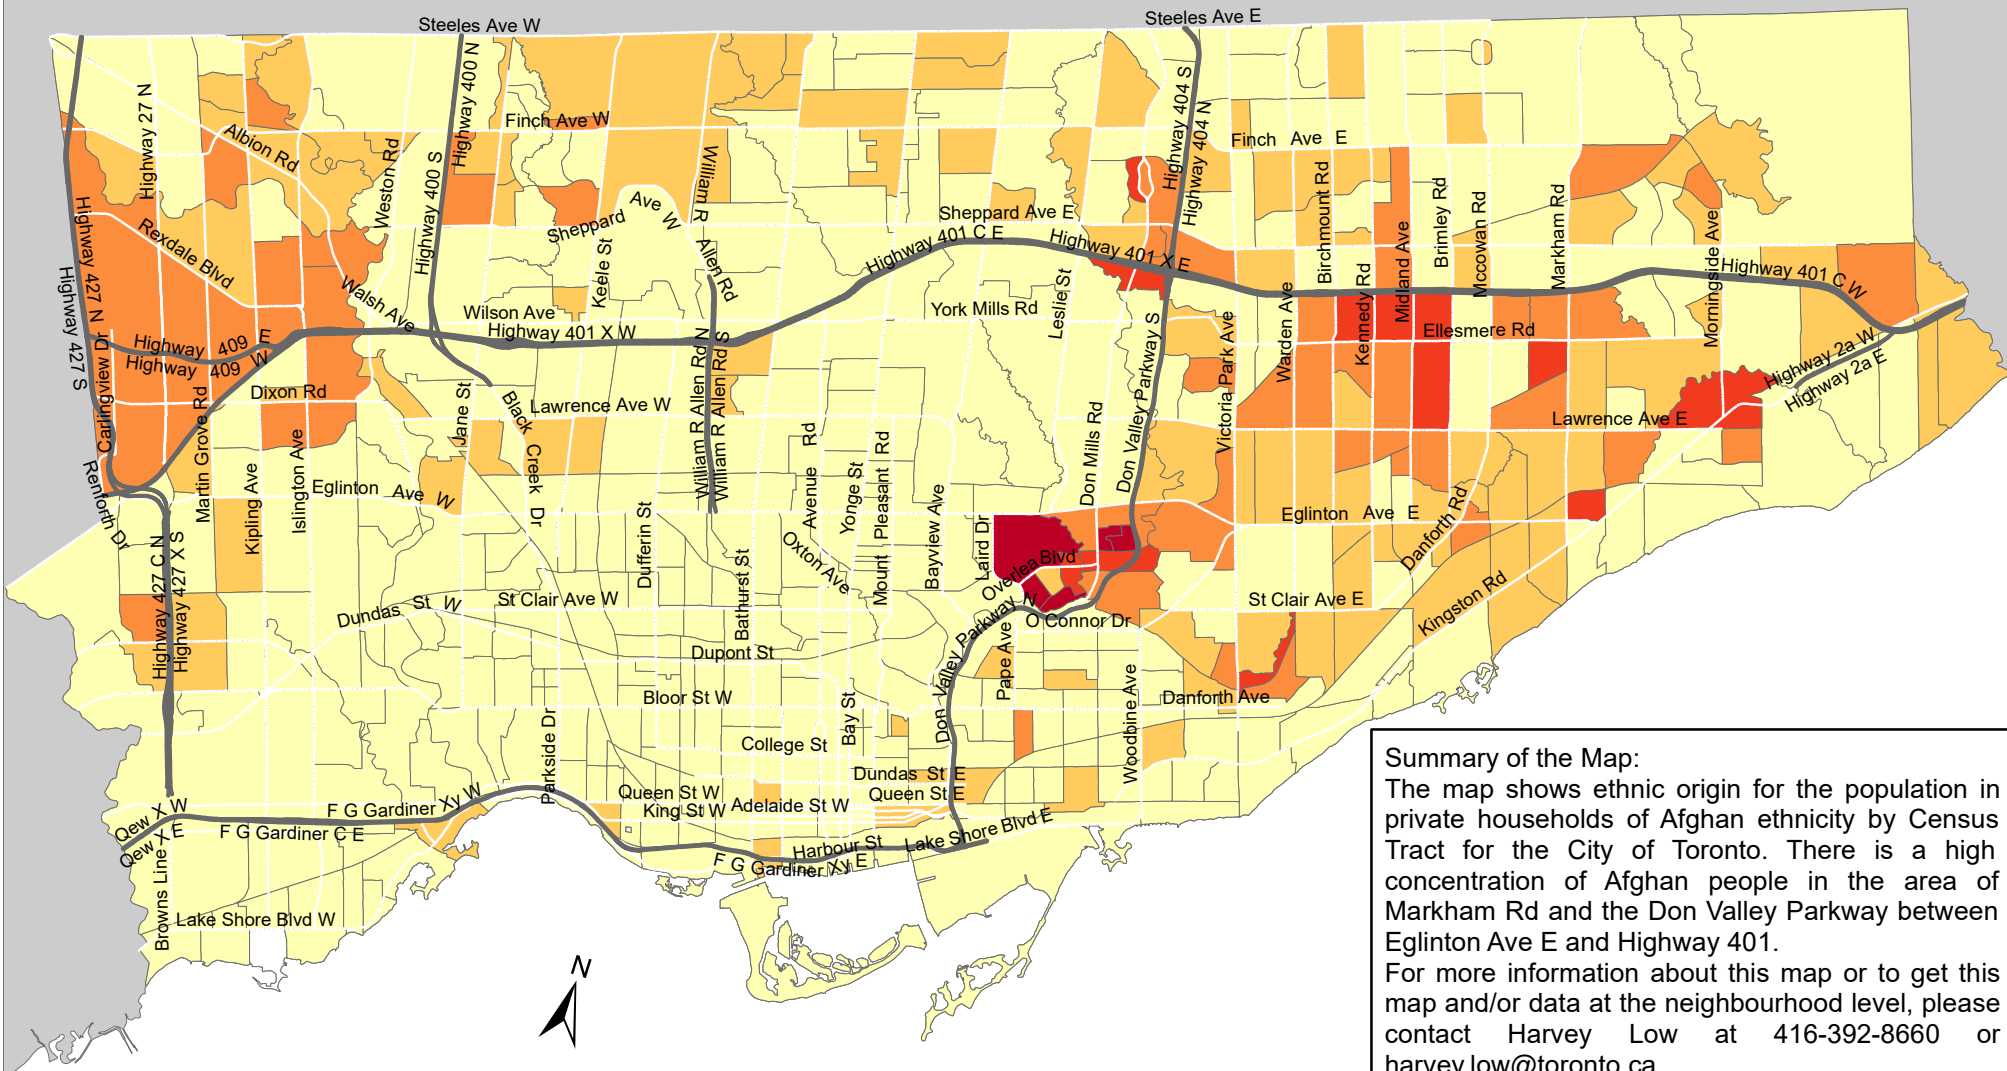 Steeles Ave W
Steeles Ave E
Highway 400 N
Highway 404 S
Highway 404 N
Highway 27 N
Finch Ave W
Finch Ave E
Albion Rd
Weston Rd
Highway 400 S
William R Allen Rd
Birchmount Rd
Brimley Rd
Mccowan Rd
Markham Rd
Midland Ave
Kennedy Rd
Morningside Ave
Sheppard Ave W
Sheppard Ave E
Keele St
Highway 427 N
Highway 427 S
Rexdale Blvd
Highway 401 C E
Highway 401 X E
Highway 401 C W
Walsh Ave
Wilson Ave
Highway 401 X W
York Mills Rd
Leslie St
Ellesmere Rd
Warden Ave
Victoria Park Ave
Highway 409 E
Highway 409 W
Highway 2a W
Highway 2a E
Carlingview Dr
Martin Grove Rd
Dixon Rd
Jane St
Black Creek Dr
Lawrence Ave W
Lawrence Ave E
William R Allen Rd N
William R Allen Rd S
Don Valley Parkway S
Don Mills Rd
Avenue Rd
Yonge St
Mount Pleasant Rd
Bayview Ave
Laird Dr
Renforth Dr
Kipling Ave
Islington Ave
Eglinton Ave W
Eglinton Ave E
Danforth Rd
Highway 427 C N
Highway 427 X S
Dufferin St
Bathurst St
Oxton Ave
Overlea Blvd
Dundas St W
St Clair Ave W
St Clair Ave E
Kingston Rd
Don Valley Parkway N
O Connor Dr
Pape Ave
Dupont St
Bloor St W
Danforth Ave
Woodbine Ave
Parkside Dr
Bay St
College St
Dundas St E
Queen St E
Queen St W
King St W
Adelaide St W
Qew X W
Qew X E
F G Gardiner Xy W
F G Gardiner C E
Harbour St
Lake Shore Blvd E
F G Gardiner Xy E
Browns Line
Lake Shore Blvd W
N
Summary of the Map:
The map shows ethnic origin for the population in
private households of Afghan ethnicity by Census
Tract for the City of Toronto. There is a high
concentration of Afghan people in the area of
Markham Rd and the Don Valley Parkway between
Eglinton Ave E and Highway 401.
For more information about this map or to get this
map and/or data at the neighbourhood level, please
contact Harvey Low at 416-392-8660 or
harvey.low@toronto.ca